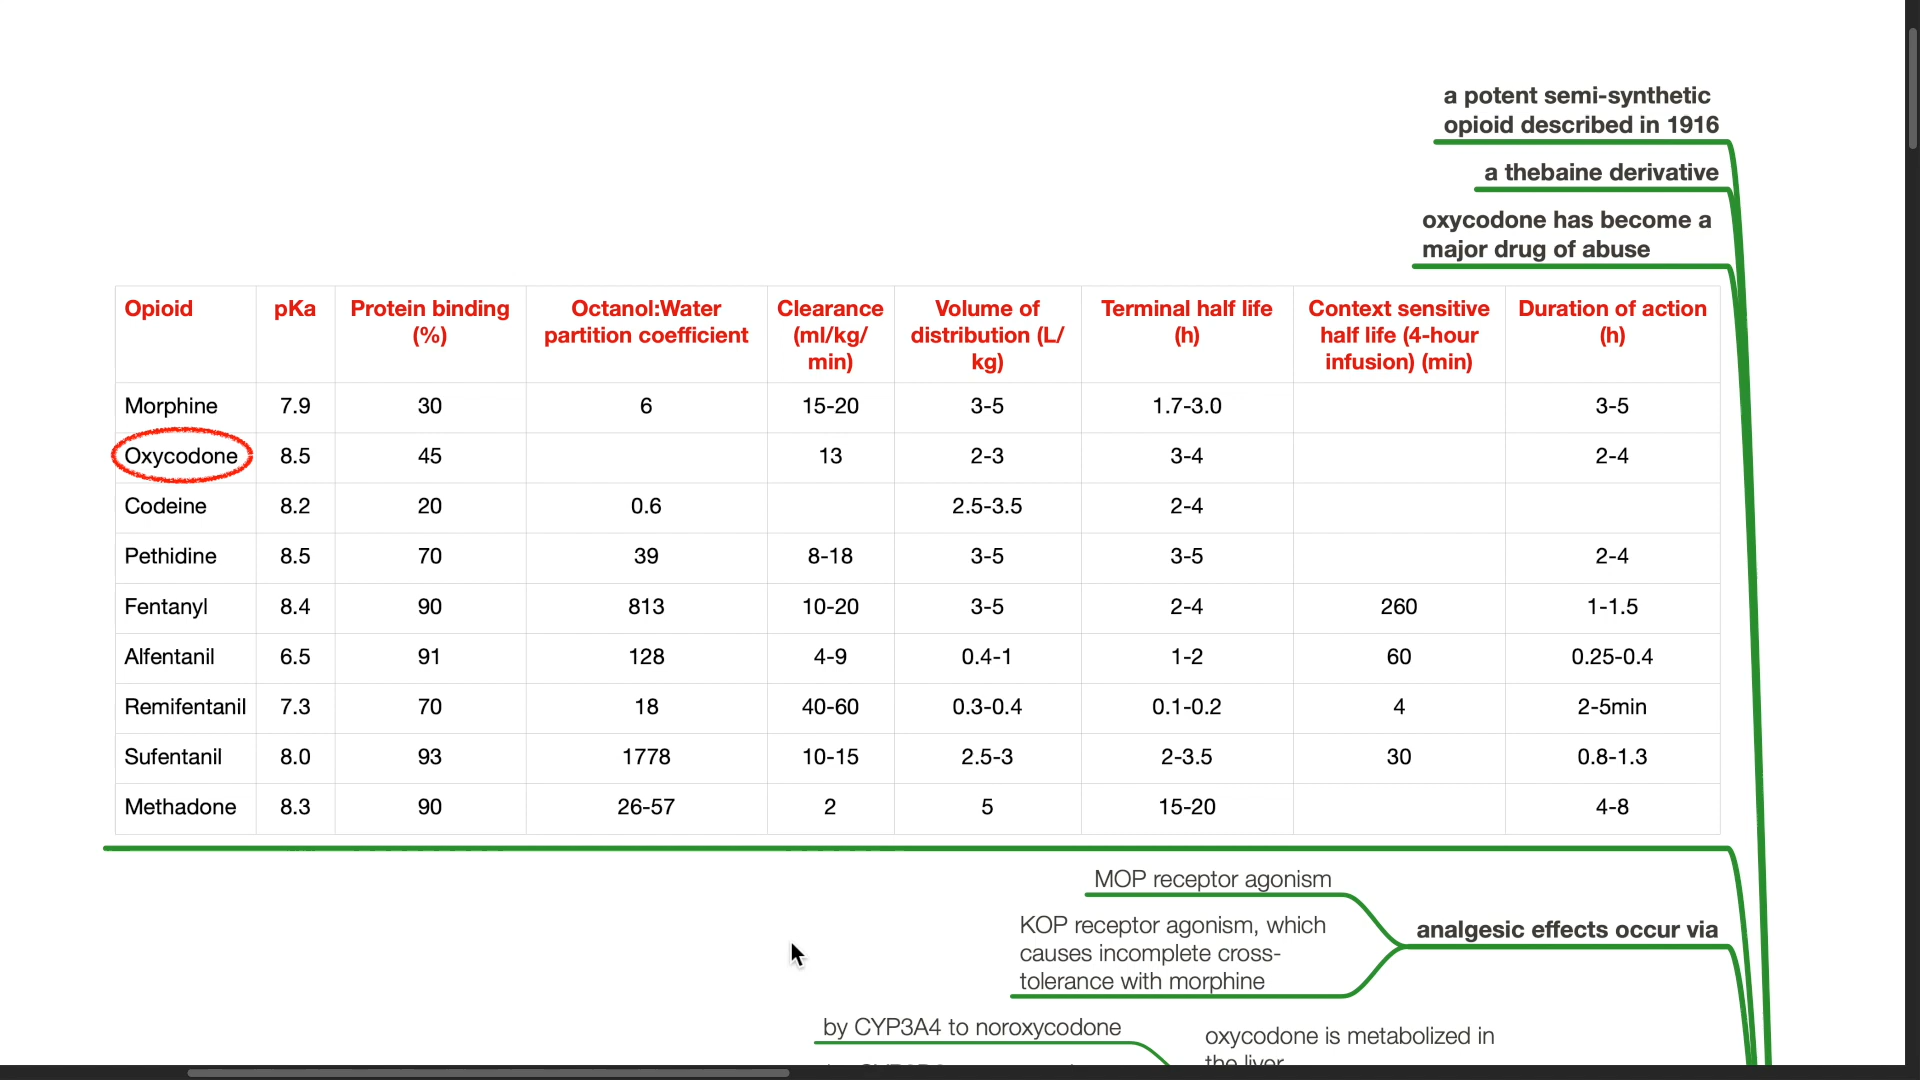 a potent semi-synthetic
opioid described in 1916
a thebaine derivative
oxycodone has become a
major drug of abuse
Opioid pKa Protein binding (%) Octanol:Water partition coefficient Clearance (ml/kg/min) Volume of distribution (L/kg) Terminal half life (h) Context sensitive half life (4-hour infusion) (min) Duration of action (h)
Morphine 7.9 30 6 15-20 3-5 1.7-3.0 3-5
Oxycodone 8.5 45 13 2-3 3-4 2-4
Codeine 8.2 20 0.6 2.5-3.5 2-4
Pethidine 8.5 70 39 8-18 3-5 3-5 2-4
Fentanyl 8.4 90 813 10-20 3-5 2-4 260 1-1.5
Alfentanil 6.5 91 128 4-9 0.4-1 1-2 60 0.25-0.4
Remifentanil 7.3 70 18 40-60 0.3-0.4 0.1-0.2 4 2-5min
Sufentanil 8.0 93 1778 10-15 2.5-3 2-3.5 30 0.8-1.3
Methadone 8.3 90 26-57 2 5 15-20 4-8
MOP receptor agonism
KOP receptor agonism, which
causes incomplete cross-
tolerance with morphine
analgesic effects occur via
by CYP3A4 to noroxycodone
oxycodone is metabolized in
the liver